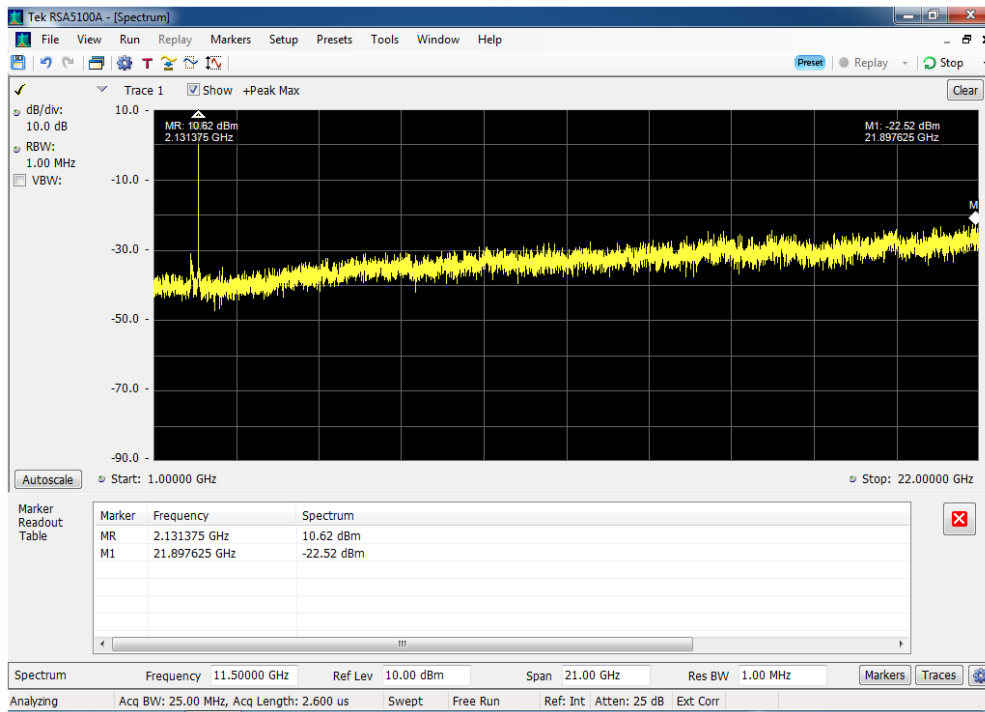 Tek RSA5100A - [Spectrum]
File View Run Replay Markers Setup Presets Tools Window Help
T Preset Replay Stop
Trace 1 Show +Peak Max Clear
dB/div:
10.0 dB
RBW:
1.00 MHz
VBW:
10.0
-10.0
-30.0
-50.0
-70.0
-90.0
MR: 10.62 dBm
2.131375 GHz
M1: -22.52 dBm
21.897625 GHz
M
Autoscale Start: 1.00000 GHz Stop: 22.00000 GHz
Marker
Readout
Table
Marker Frequency Spectrum
MR 2.131375 GHz 10.62 dBm
M1 21.897625 GHz -22.52 dBm
Spectrum Frequency 11.50000 GHz Ref Lev 10.00 dBm Span 21.00 GHz Res BW 1.00 MHz Markers Traces
Analyzing Acq BW: 25.00 MHz, Acq Length: 2.600 us Swept Free Run Ref: Int Atten: 25 dB Ext Corr